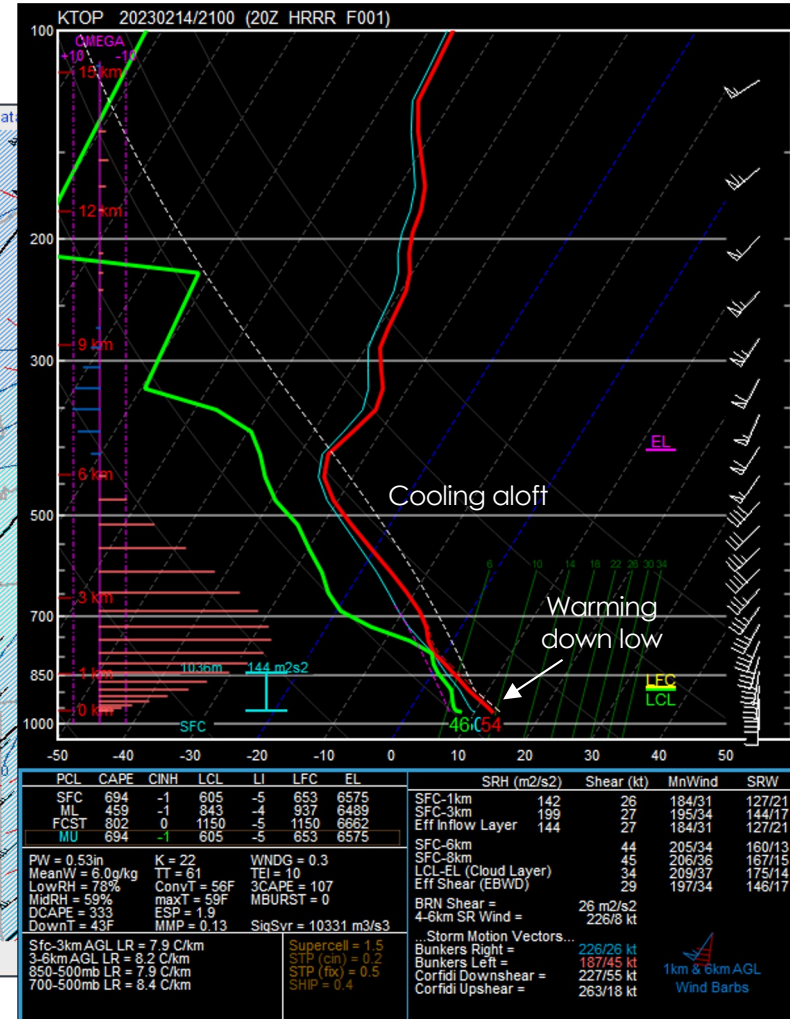 KTOP 20230214/2100 (20Z HRRR F001)
100
OMEGA
+10 -10
15 km
12 km
200
9 km
300
EL
6 km
Cooling aloft
500
6 10 14 18 22 26 30 34
3 km
Warming
down low
700
1036m 144 m2s2
850
1 km
LFC
LCL
0 km
46 54
1000
SFC
-50 -40 -30 -20 -10 0 10 20 30 40 50
PCL CAPE CINH LCL LI LFC EL
SFC 694 -1 605 -5 653 6575
ML 459 -1 843 -4 937 6489
FCST 802 0 1150 -5 1150 6662
MU 694 -1 605 -5 653 6575
PW = 0.53in K = 22 WNDG = 0.3
MeanW = 6.0g/kg TT = 61 TEI = 10
LowRH = 78% ConvT = 56F 3CAPE = 107
MidRH = 59% maxT = 59F MBURST = 0
DCAPE = 333 ESP = 1.9
DownT = 43F MMP = 0.13 SigSvr = 10331 m3/s3
Sfc-3kmAGL LR = 7.9 C/km
3-6kmAGL LR = 8.2 C/km
850-500mb LR = 7.9 C/km
700-500mb LR = 8.4 C/km
Supercell = 1.5
STP (cin) = 0.2
STP (fix) = 0.5
SHIP = 0.4
SRH (m2/s2) Shear (kt) MnWind SRW
SFC-1km 142 26 184/31 127/21
SFC-3km 199 27 195/34 144/17
Eff Inflow Layer 144 27 184/31 127/21
SFC-6km 44 205/34 160/13
SFC-8km 45 206/36 167/15
LCL-EL (Cloud Layer) 34 209/37 175/14
Eff Shear (EBWD) 29 197/34 146/17
BRN Shear = 26 m2/s2
4-6km SR Wind = 226/8 kt
...Storm Motion Vectors...
Bunkers Right = 226/26 kt
Bunkers Left = 187/45 kt
Corfidi Downshear = 227/55 kt
Corfidi Upshear = 263/18 kt
1km & 6km AGL
Wind Barbs